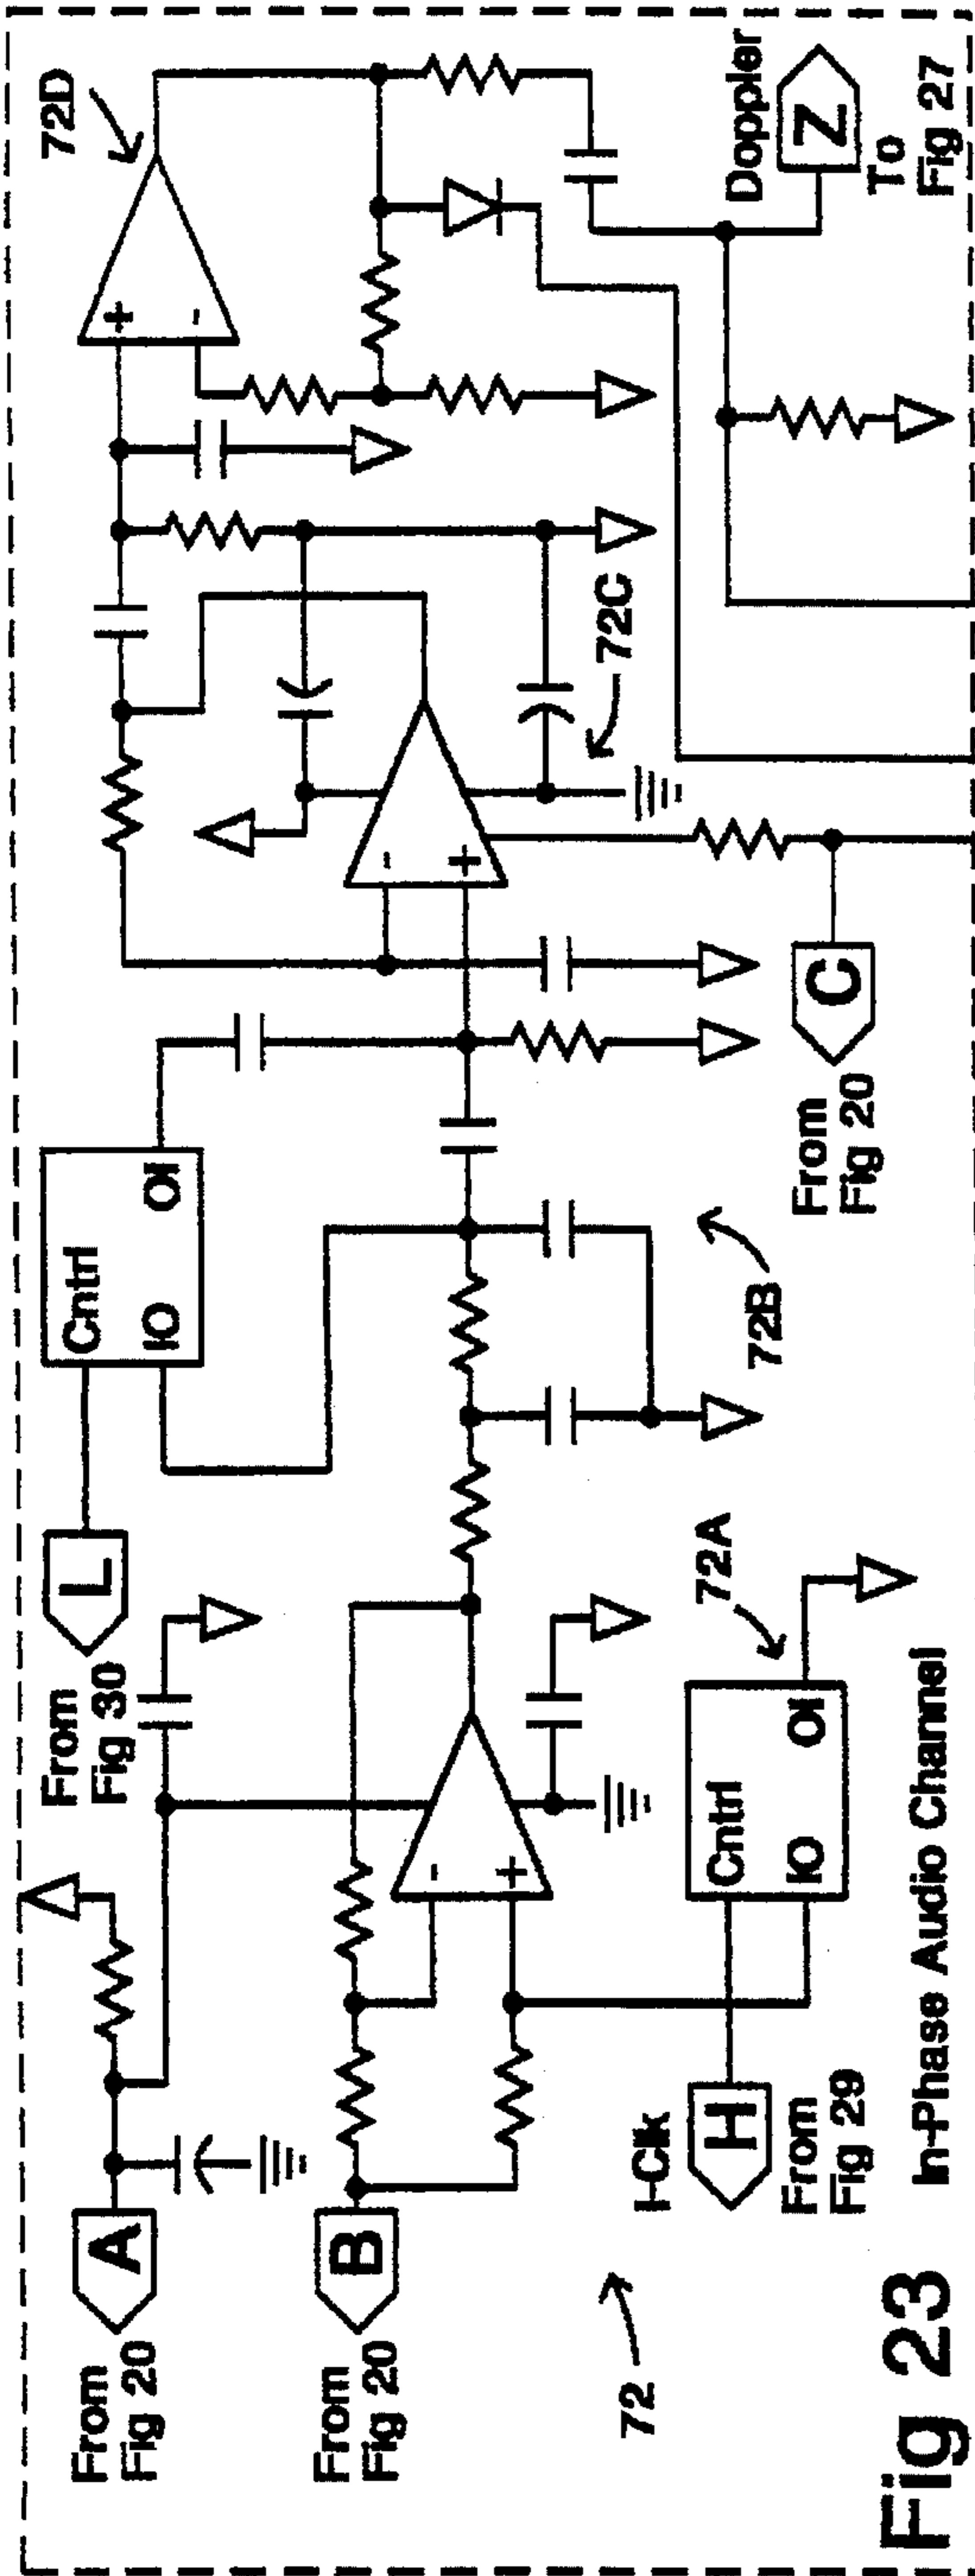 From
Fig 20
A
From
Fig 30
L
Cntrl
IO
OI
+
-
72D
From
Fig 20
B
-
+
-
+
72C
72
I-Clk
H
From
Fig 29
Cntrl
IO
OI
72A
72B
From
Fig 20
C
Doppler
Z
To
Fig 27
Fig 23
In-Phase Audio Channel